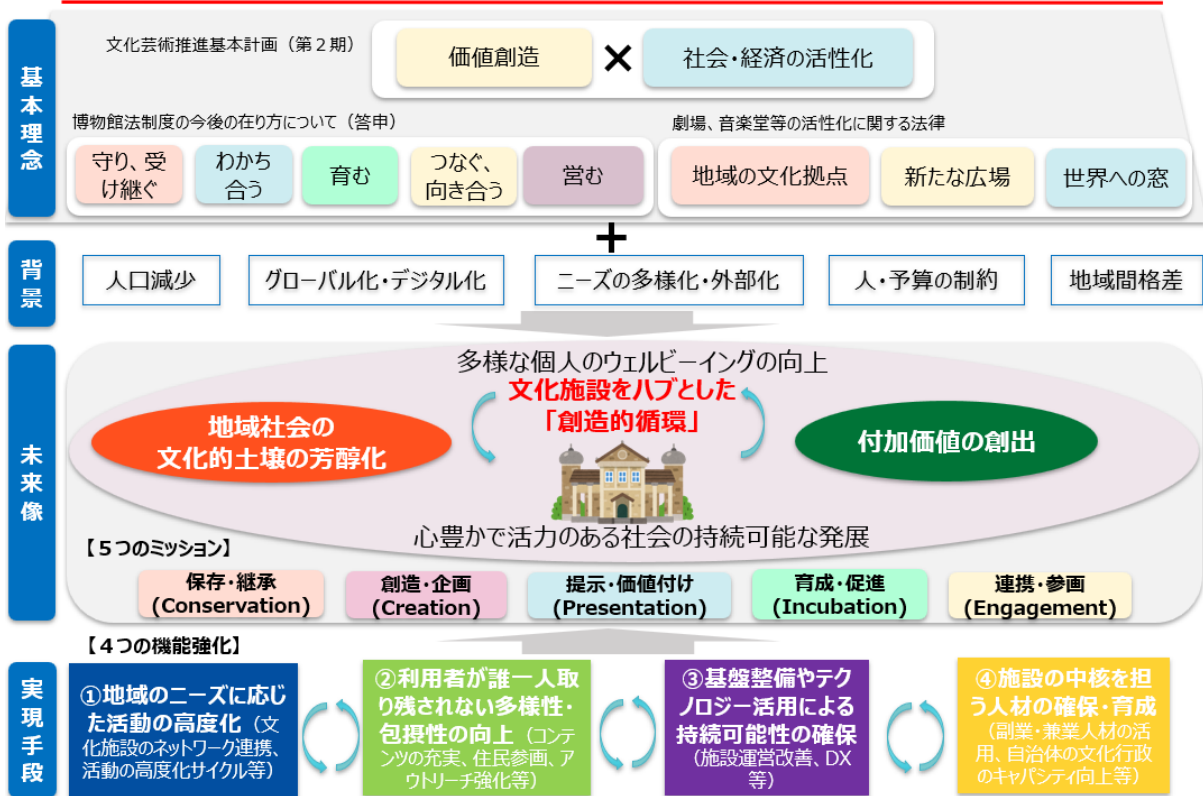 基本理念
文化芸術推進基本計画（第２期）
価値創造
×
社会・経済の活性化
博物館法制度の今後の在り方について（答申）
守り、受
け継ぐ
わかち
合う
育む
つなぐ、
向き合う
営む
劇場、音楽堂等の活性化に関する法律
地域の文化拠点
新たな広場
世界への窓
+
背景
人口減少
グローバル化・デジタル化
ニーズの多様化・外部化
人・予算の制約
地域間格差
未来像
多様な個人のウェルビーイングの向上
文化施設をハブとした
「創造的循環」
地域社会の
文化的土壌の芳醇化
付加価値の創出
心豊かで活力のある社会の持続可能な発展
【５つのミッション】
保存・継承
(Conservation)
創造・企画
(Creation)
提示・価値付け
(Presentation)
育成・促進
(Incubation)
連携・参画
(Engagement)
【４つの機能強化】
実現手段
①地域のニーズに応じ
た活動の高度化（文
化施設のネットワーク連携、
活動の高度化サイクル等）
②利用者が誰一人取
り残されない多様性・
包摂性の向上（コンテ
ンツの充実、住民参画、ア
ウトリーチ強化等）
③基盤整備やテク
ノロジー活用による
持続可能性の確保
（施設運営改善、DX
等）
④施設の中核を担
う人材の確保・育成
（副業・兼業人材の活
用、自治体の文化行政
のキャパシティ向上等）